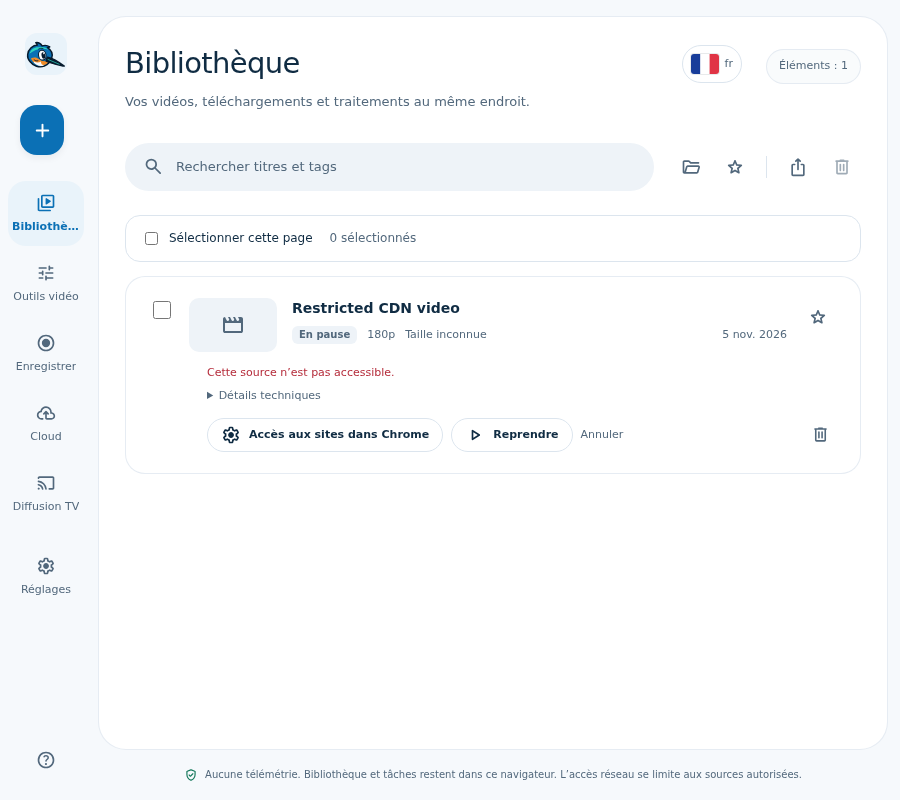 Bibliothèque
fr
Éléments : 1
Vos vidéos, téléchargements et traitements au même endroit.
Rechercher titres et tags
Bibliothè…
Outils vidéo
Enregistrer
Cloud
Diffusion TV
Réglages
Sélectionner cette page
0 sélectionnés
Restricted CDN video
En pause 180p Taille inconnue
5 nov. 2026
Cette source n’est pas accessible.
Détails techniques
Accès aux sites dans Chrome
Reprendre
Annuler
Aucune télémétrie. Bibliothèque et tâches restent dans ce navigateur. L’accès réseau se limite aux sources autorisées.